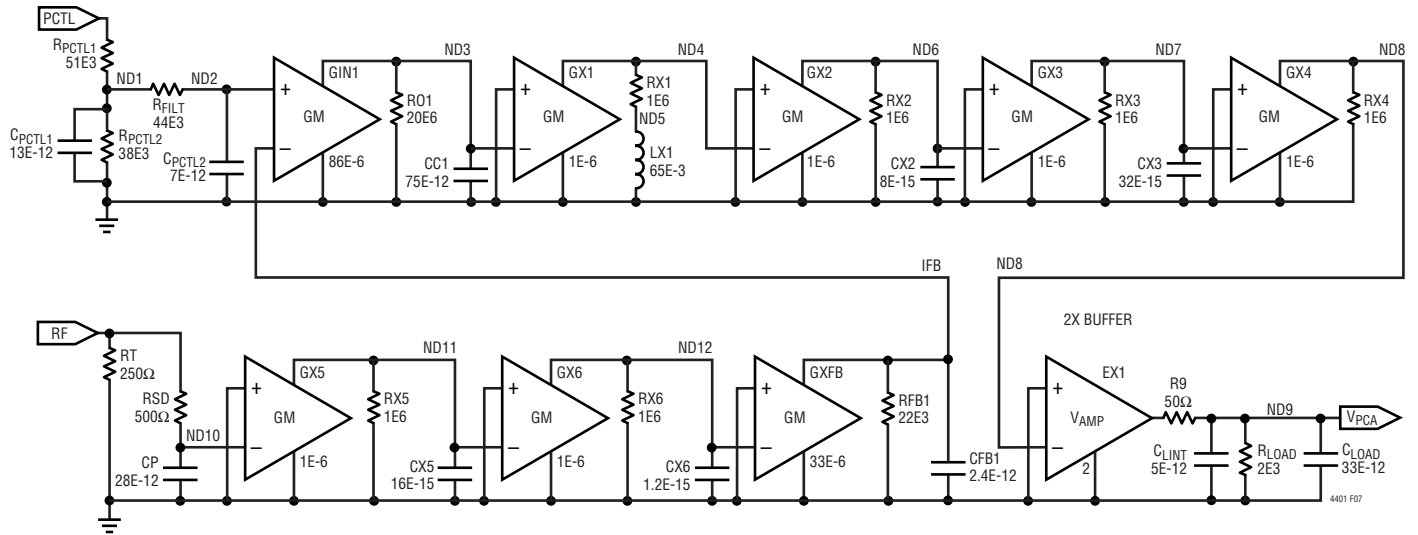 PCTL
RPCTL1
51E3
ND1
ND2
RFILT
44E3
CPCTL1
13E-12
RPCTL2
38E3
CPCTL2
7E-12
+
–
GIN1
GM
86E-6
RO1
20E6
ND3
CC1
75E-12
+
–
GX1
GM
1E-6
RX1
1E6
ND5
LX1
65E-3
ND4
+
–
GX2
GM
1E-6
RX2
1E6
ND6
CX2
8E-15
+
–
GX3
GM
1E-6
RX3
1E6
ND7
CX3
32E-15
+
–
GX4
GM
1E-6
RX4
1E6
ND8
IFB
ND8
RF
RT
250Ω
RSD
500Ω
ND10
CP
28E-12
+
–
GX5
GM
1E-6
RX5
1E6
ND11
CX5
16E-15
+
–
GX6
GM
1E-6
RX6
1E6
ND12
CX6
1.2E-15
+
–
GXFB
GM
33E-6
RFB1
22E3
CFB1
2.4E-12
2X BUFFER
+
–
EX1
VAMP
2
R9
50Ω
ND9
VPCA
CLINT
5E-12
RLOAD
2E3
CLOAD
33E-12
4401 F07